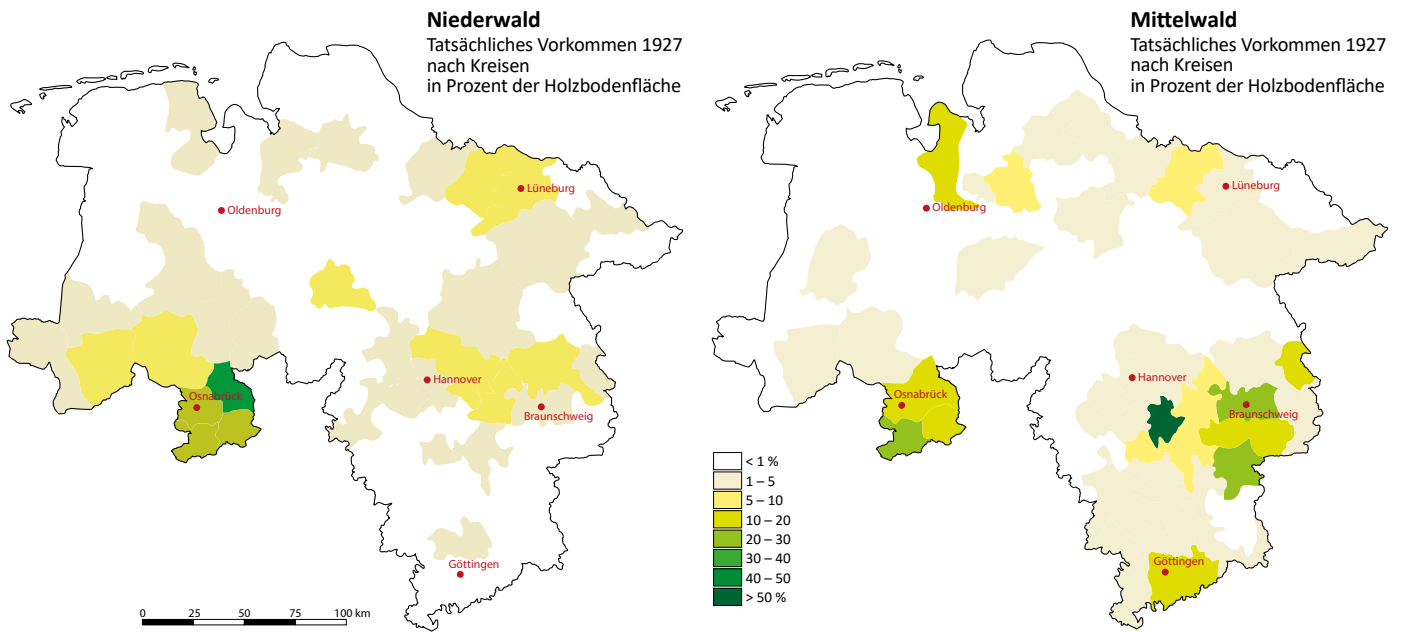 Niederwald
Tatsächliches Vorkommen 1927
nach Kreisen
in Prozent der Holzbodenfläche
Lüneburg
Oldenburg
Hannover
Osnabrück
Braunschweig
Göttingen
0 25 50 75 100 km
Mittelwald
Tatsächliches Vorkommen 1927
nach Kreisen
in Prozent der Holzbodenfläche
Lüneburg
Oldenburg
Hannover
Osnabrück
Braunschweig
Göttingen
< 1 %
1 – 5
5 – 10
10 – 20
20 – 30
30 – 40
40 – 50
> 50 %